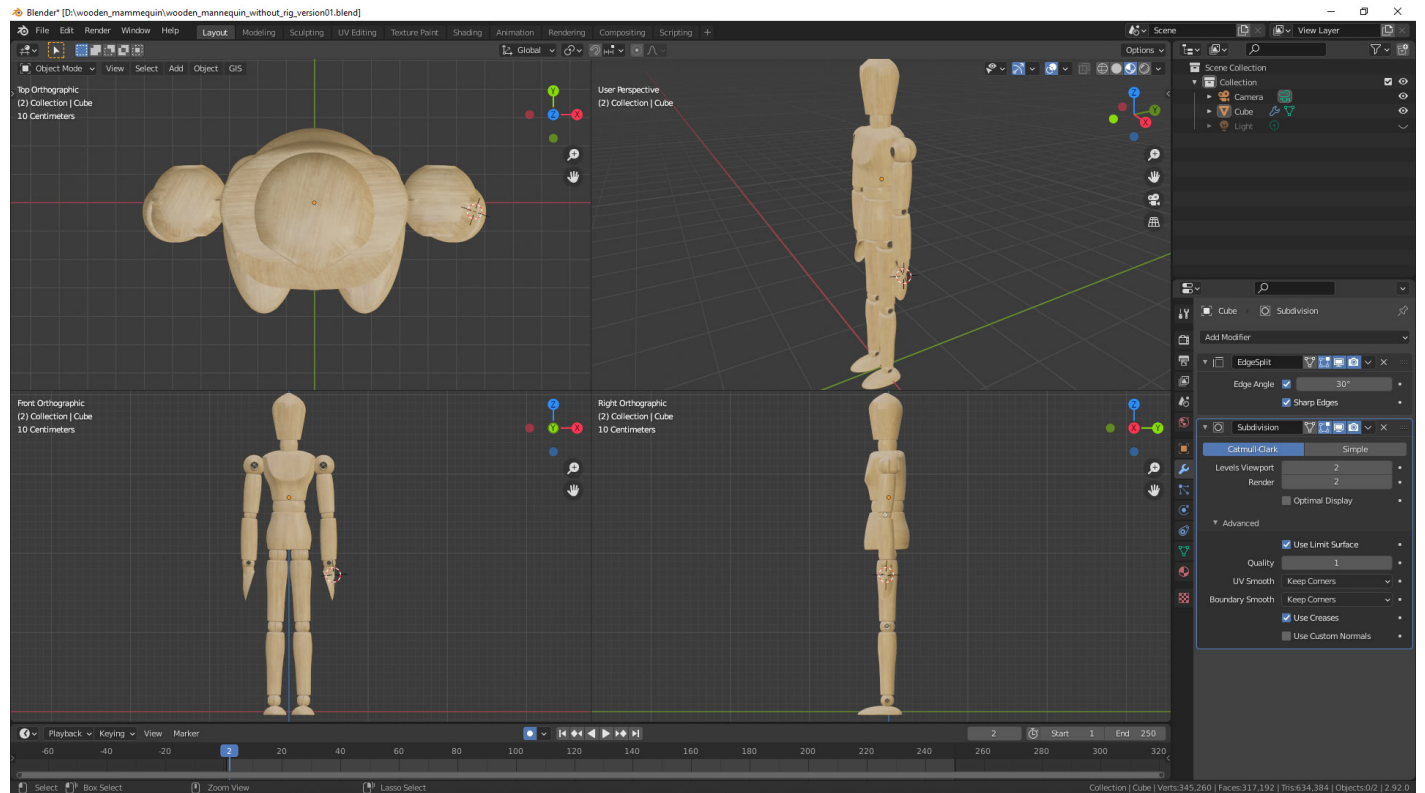 Blender* [D:\wooden_mammequin\wooden_mannequin_without_rig_version01.blend]
File Edit Render Window Help Layout Modeling Sculpting UV Editing Texture Paint Shading Animation Rendering Compositing Scripting + Scene View Layer
Global Options
Object Mode View Select Add Object GIS
Top Orthographic
(2) Collection | Cube
10 Centimeters
Y
Z
X
User Perspective
(2) Collection | Cube
Z
Y
X
Front Orthographic
(2) Collection | Cube
10 Centimeters
Z
Y
X
Right Orthographic
(2) Collection | Cube
10 Centimeters
Z
X
Y
Scene Collection
Collection
Camera
Cube
Light
Cube Subdivision
Add Modifier
EdgeSplit
Edge Angle 30°
Sharp Edges
Subdivision
Catmull-Clark Simple
Levels Viewport 2
Render 2
Optimal Display
Advanced
Use Limit Surface
Quality 1
UV Smooth Keep Corners
Boundary Smooth Keep Corners
Use Creases
Use Custom Normals
Playback Keying View Marker 2 Start 1 End 250
-60 -40 -20 2 20 40 60 80 100 120 140 160 180 200 220 240 260 280 300 320
Select Box Select Zoom View Lasso Select Collection | Cube | Verts:345,260 | Faces:317,192 | Tris:634,384 | Objects:0/2 | 2.92.0